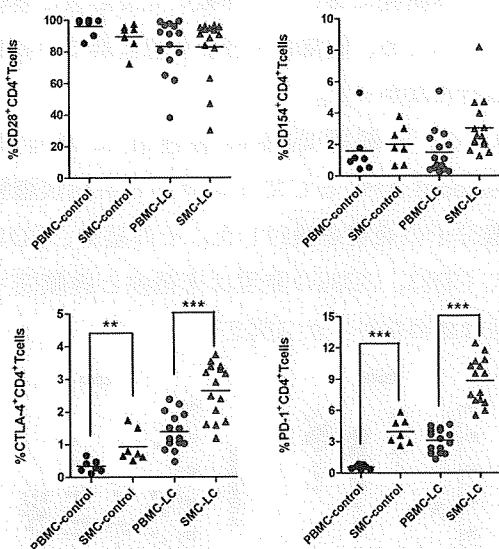 %CD28+CD4+Tcells
100
80
60
40
20
0
PBMC-control
SMC-control
PBMC-LC
SMC-LC
%CD154+CD4+Tcells
10
8
6
4
2
0
PBMC-control
SMC-control
PBMC-LC
SMC-LC
%CTLA-4+CD4+Tcells
5
4
3
2
1
0
**
***
PBMC-control
SMC-control
PBMC-LC
SMC-LC
%PD-1+CD4+Tcells
15
12
9
6
3
0
***
***
PBMC-control
SMC-control
PBMC-LC
SMC-LC